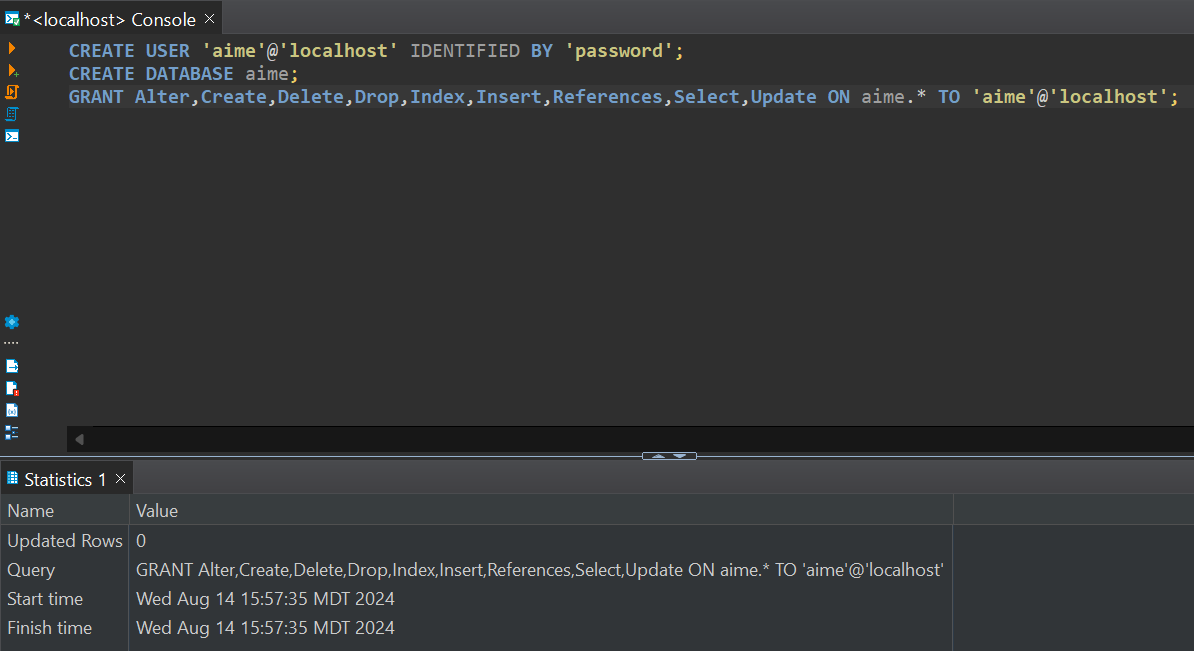 *<localhost> Console
CREATE USER 'aime'@'localhost' IDENTIFIED BY 'password';
CREATE DATABASE aime;
GRANT Alter,Create,Delete,Drop,Index,Insert,References,Select,Update ON aime.* TO 'aime'@'localhost';
Statistics 1
Name Value
Updated Rows 0
Query GRANT Alter,Create,Delete,Drop,Index,Insert,References,Select,Update ON aime.* TO 'aime'@'localhost'
Start time Wed Aug 14 15:57:35 MDT 2024
Finish time Wed Aug 14 15:57:35 MDT 2024